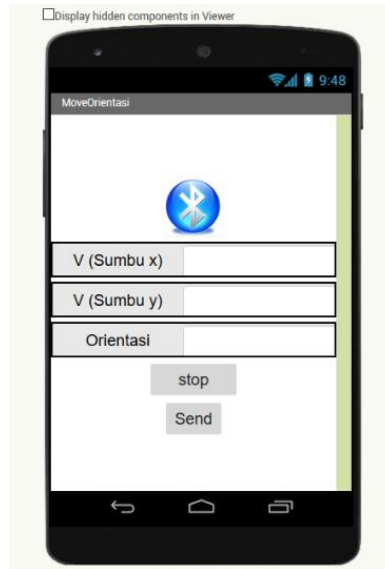 Display hidden components in Viewer
9:48
MoveOrientasi
V (Sumbu x)
V (Sumbu y)
Orientasi
stop
Send